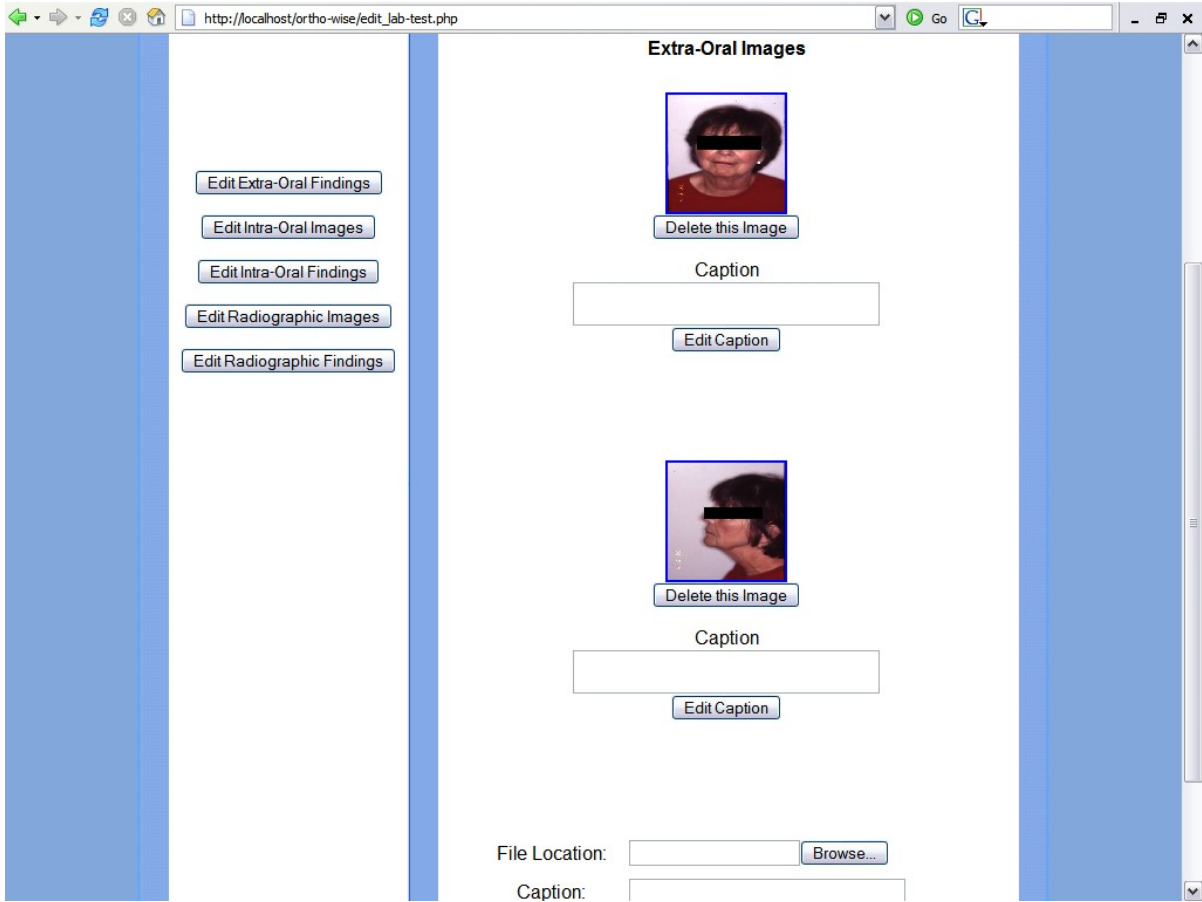 http://localhost/ortho-wise/edit_lab-test.php Go G
Edit Extra-Oral Findings
Edit Intra-Oral Images
Edit Intra-Oral Findings
Edit Radiographic Images
Edit Radiographic Findings
Extra-Oral Images
Delete this Image
Caption
Edit Caption
Delete this Image
Caption
Edit Caption
File Location: Browse...
Caption: